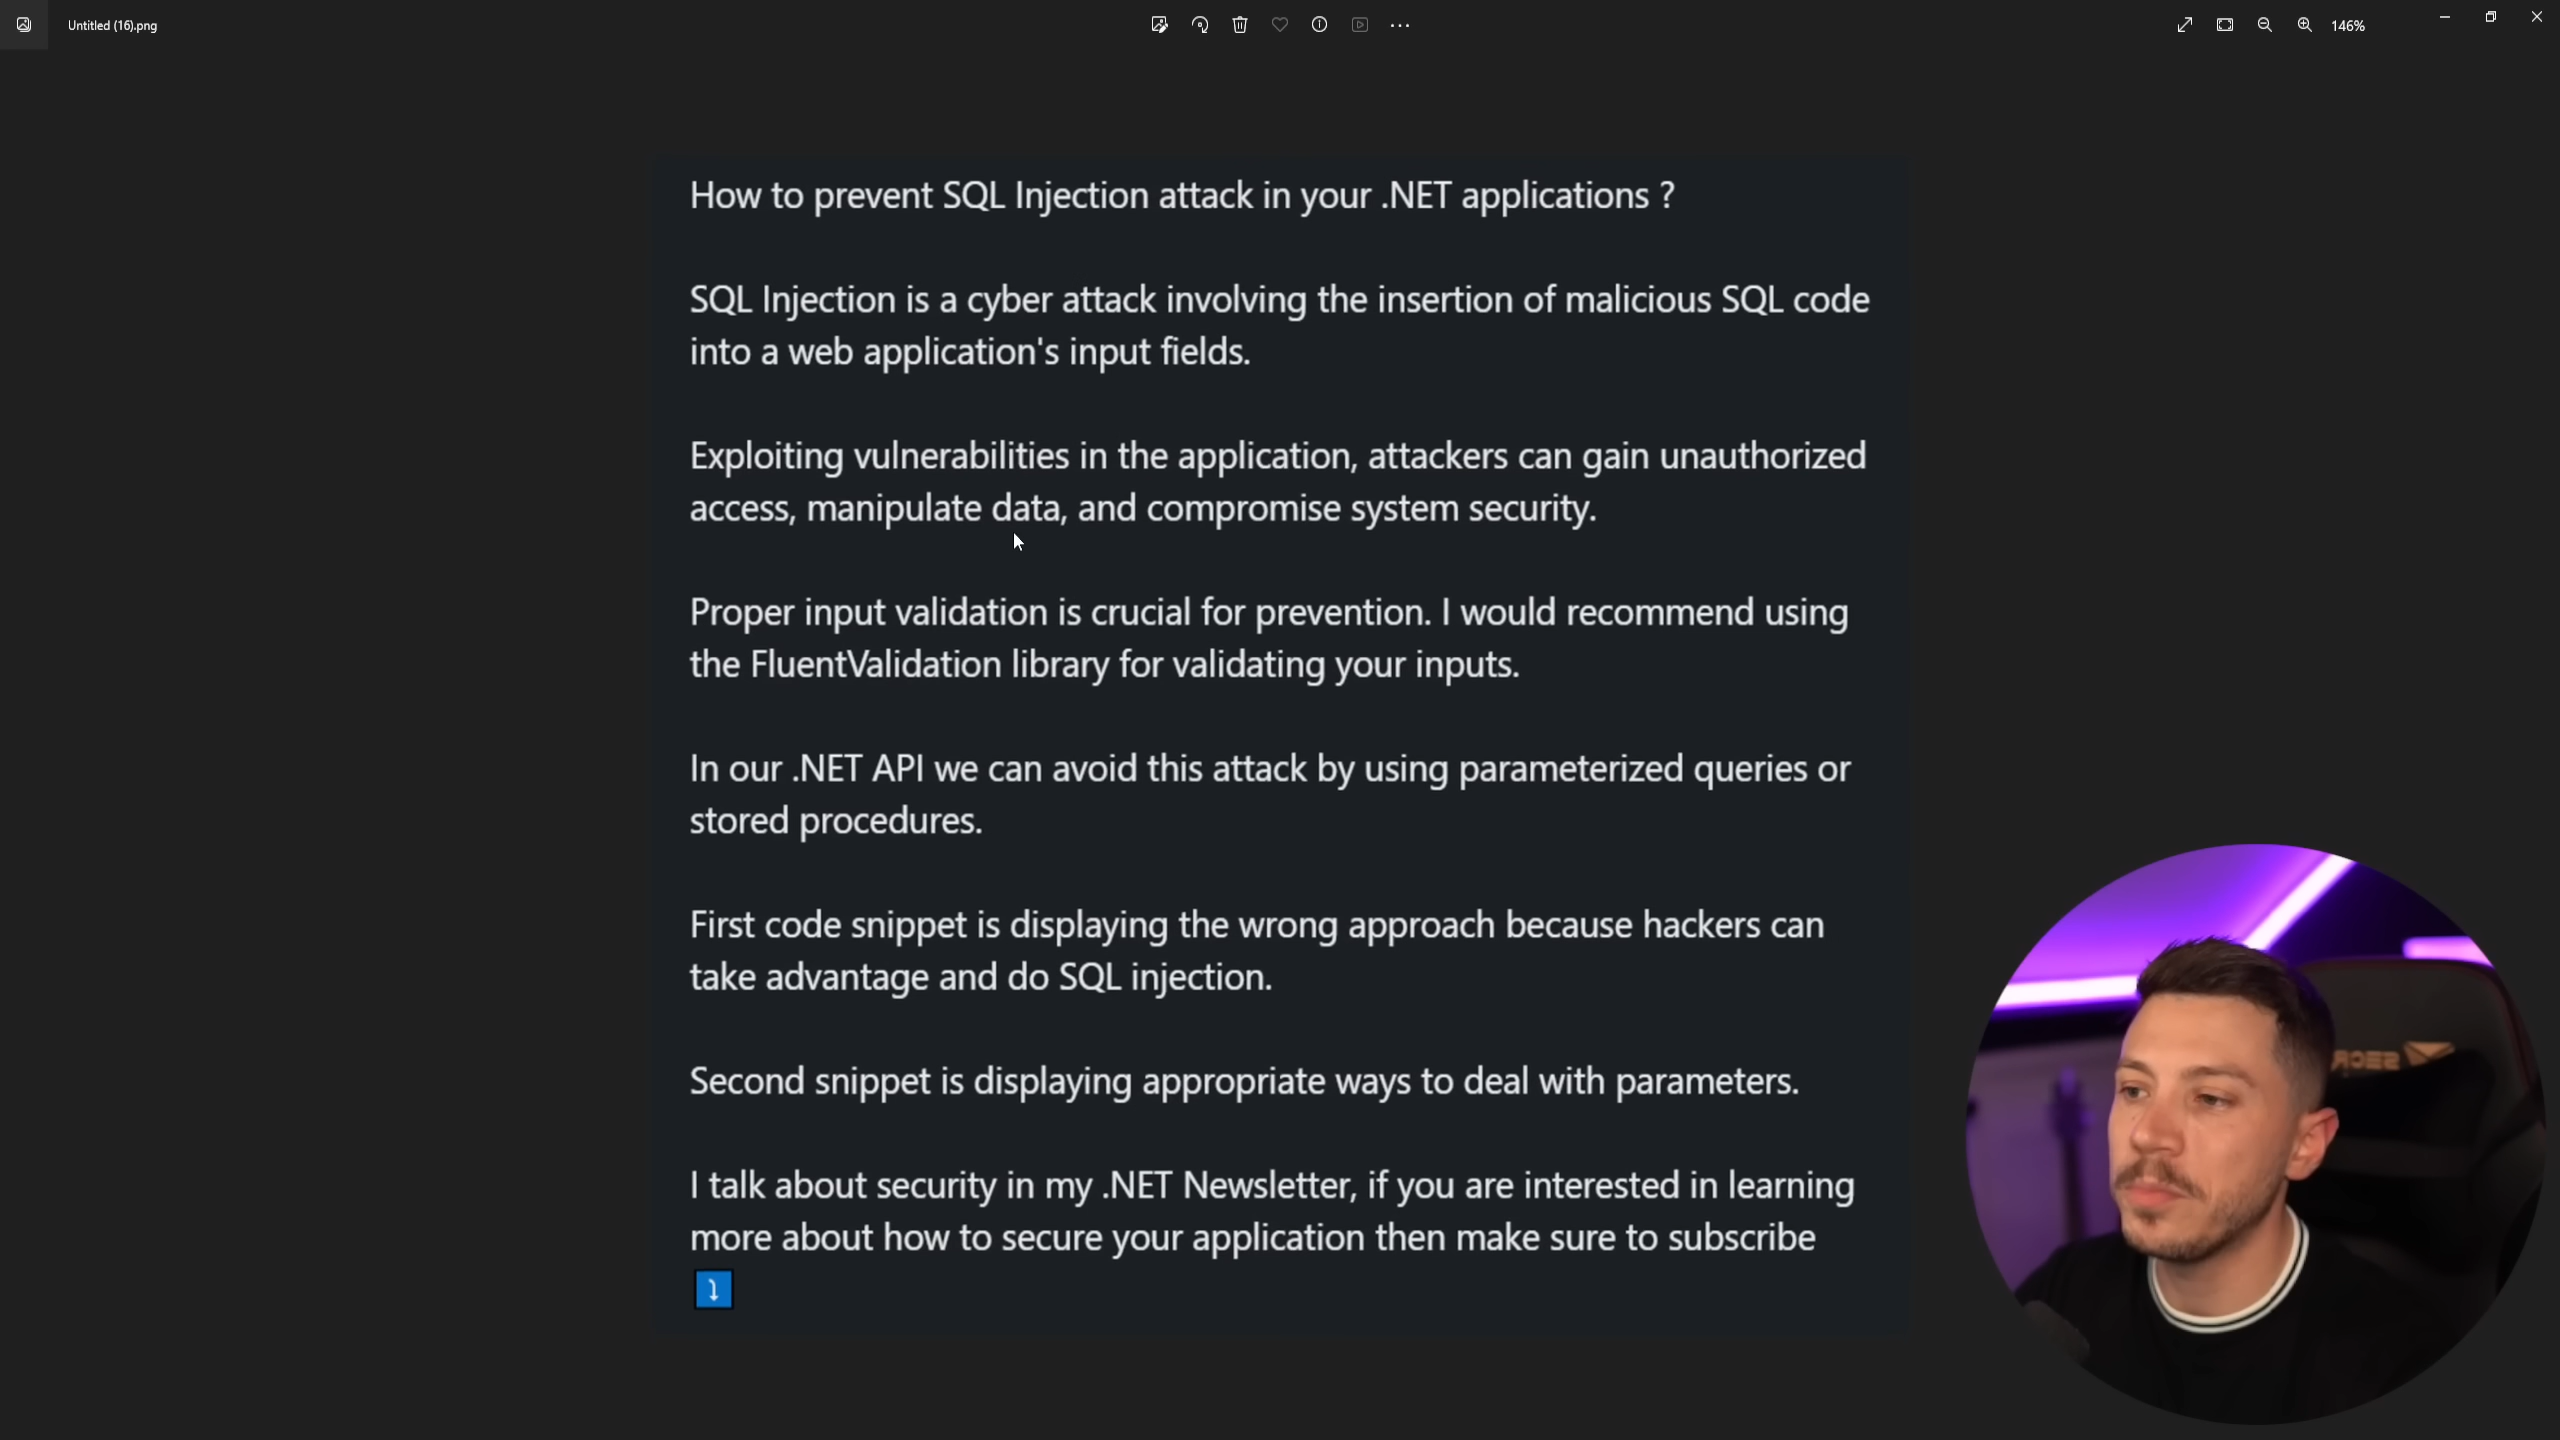 Untitled (16).png
146%
How to prevent SQL Injection attack in your .NET applications ?
SQL Injection is a cyber attack involving the insertion of malicious SQL code
into a web application's input fields.
Exploiting vulnerabilities in the application, attackers can gain unauthorized
access, manipulate data, and compromise system security.
Proper input validation is crucial for prevention. I would recommend using
the FluentValidation library for validating your inputs.
In our .NET API we can avoid this attack by using parameterized queries or
stored procedures.
First code snippet is displaying the wrong approach because hackers can
take advantage and do SQL injection.
Second snippet is displaying appropriate ways to deal with parameters.
I talk about security in my .NET Newsletter, if you are interested in learning
more about how to secure your application then make sure to subscribe